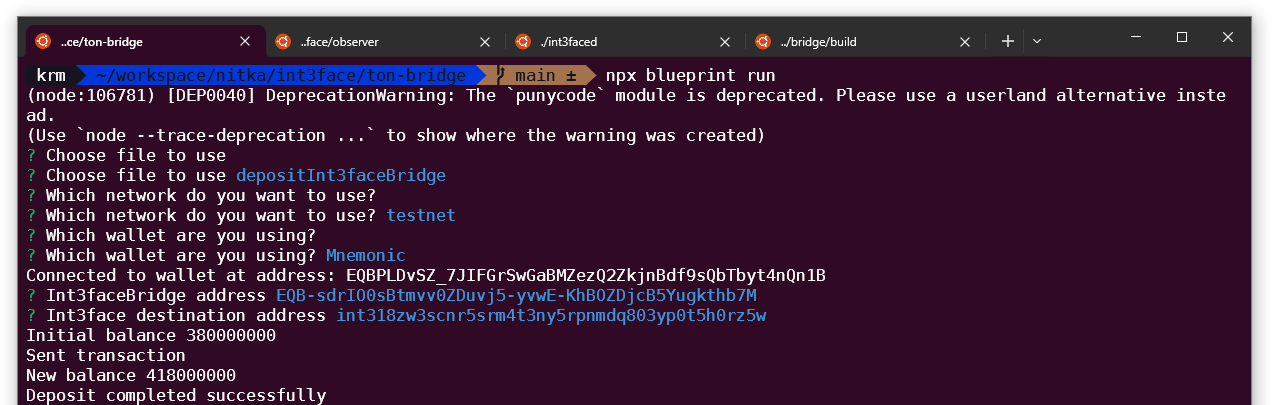 ..ce/ton-bridge
..face/observer
./int3faced
../bridge/build
krm ~/workspace/nitka/int3face/ton-bridge main ± npx blueprint run
(node:106781) [DEP0040] DeprecationWarning: The `punycode` module is deprecated. Please use a userland alternative inste
ad.
(Use `node --trace-deprecation ...` to show where the warning was created)
? Choose file to use
? Choose file to use depositInt3faceBridge
? Which network do you want to use?
? Which network do you want to use? testnet
? Which wallet are you using?
? Which wallet are you using? Mnemonic
Connected to wallet at address: EQBPLDvSZ_7JIFGrSwGaBMZezQ2ZkjnBdf9sQbTbyt4nQn1B
? Int3faceBridge address EQB-sdrIO0sBtmvv0ZDuvj5-yvwE-KhBOZDjcB5Yugkthb7M
? Int3face destination address int318zw3scnr5srm4t3ny5rpnmdq803yp0t5h0rz5w
Initial balance 380000000
Sent transaction
New balance 418000000
Deposit completed successfully